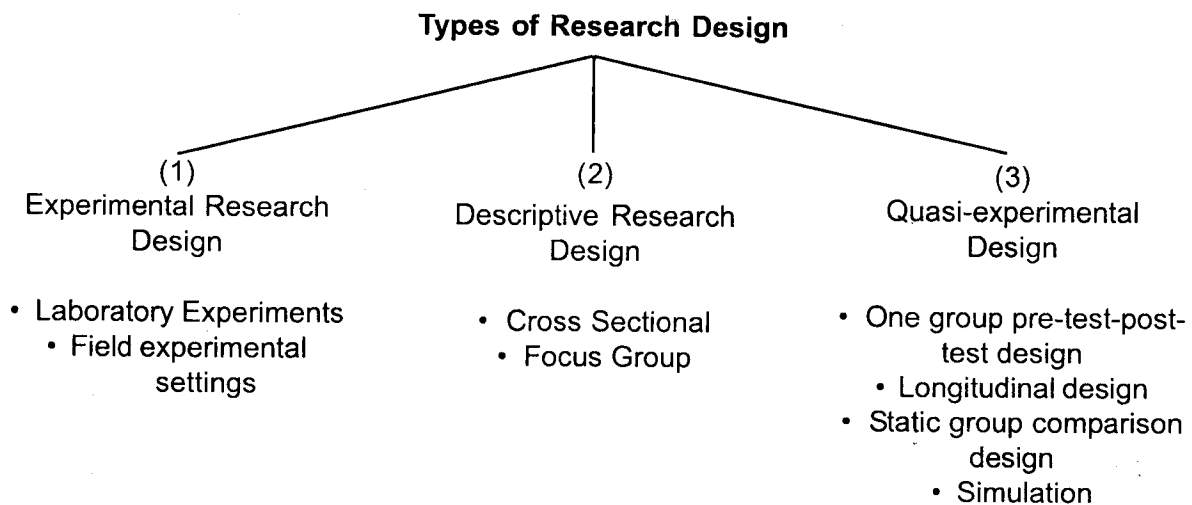 Types of Research Design
(1)
Experimental Research
Design
• Laboratory Experiments
• Field experimental
settings
(2)
Descriptive Research
Design
• Cross Sectional
• Focus Group
(3)
Quasi-experimental
Design
• One group pre-test-post-
test design
• Longitudinal design
• Static group comparison
design
• Simulation